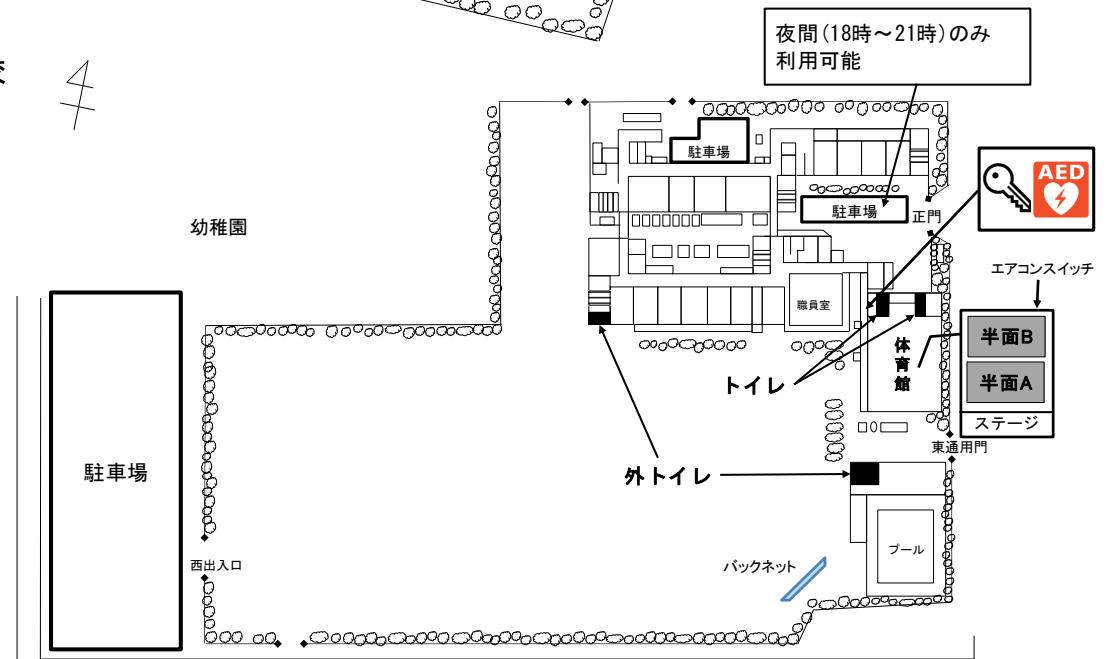 夜間(18時～21時)のみ
利用可能
駐車場
AED
幼稚園
駐車場
正門
エアコンスイッチ
職員室
半面B
体育館
半面A
トイレ
ステージ
東通用門
駐車場
外トイレ
プール
西出入口
バックネット